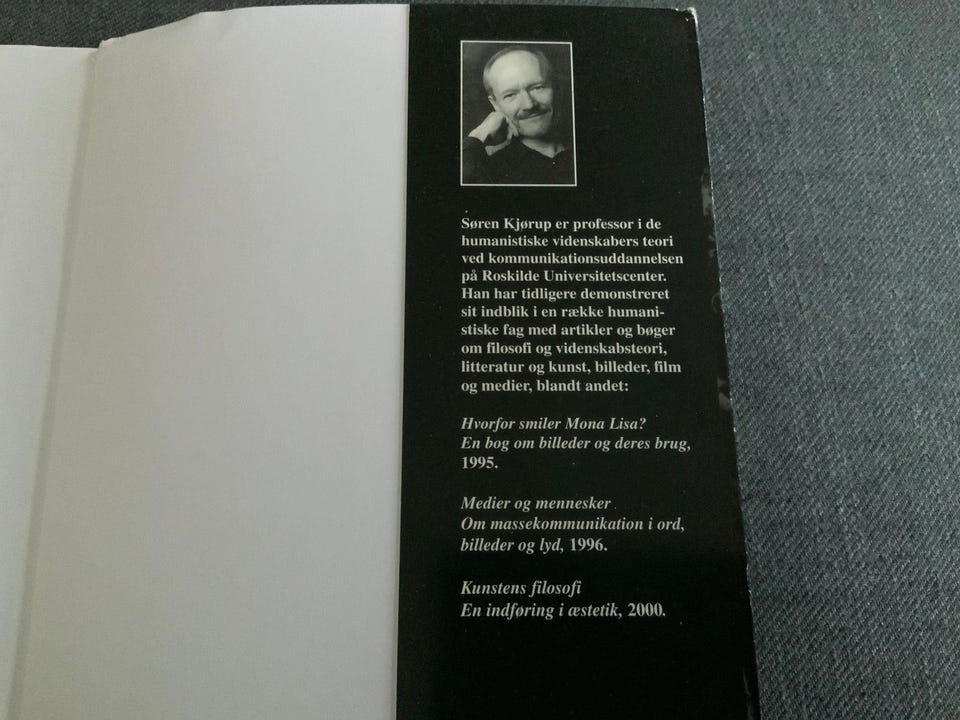 Søren Kjørup er professor i de
humanistiske videnskabers teori
ved kommunikationsuddannelsen
på Roskilde Universitetscenter.
Han har tidligere demonstreret
sit indblik i en række humani-
stiske fag med artikler og bøger
om filosofi og videnskabsteori,
litteratur og kunst, billeder, film
og medier, blandt andet:
Hvorfor smiler Mona Lisa?
En bog om billeder og deres brug,
1995.
Medier og mennesker
Om massekommunikation i ord,
billeder og lyd, 1996.
Kunstens filosofi
En indføring i æstetik, 2000.